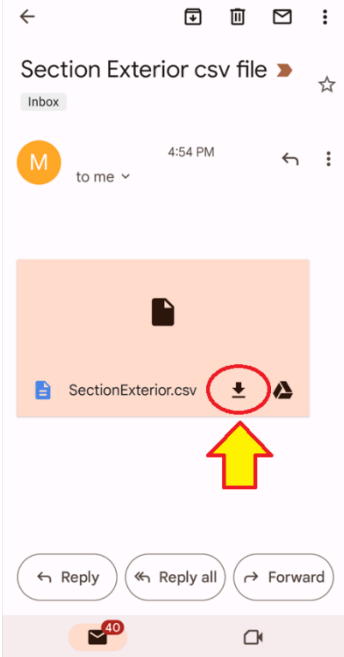 Section Exterior csv file
Inbox
M
4:54 PM
to me
SectionExterior.csv
Reply
Reply all
Forward
40